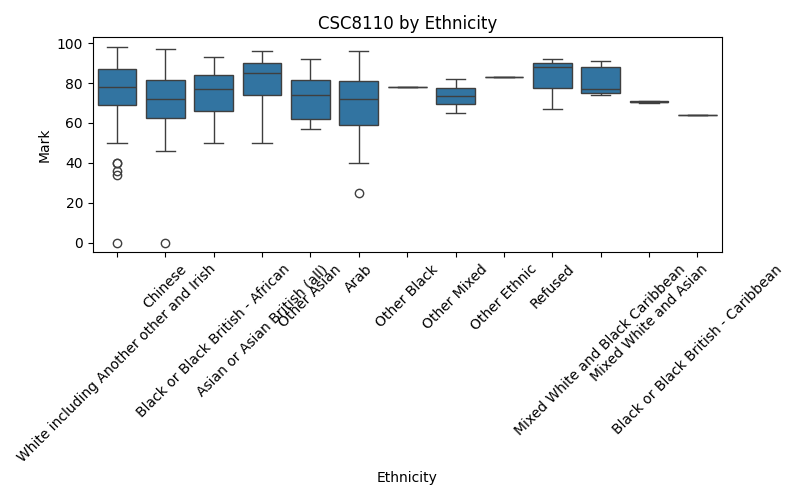 CSC8110 by Ethnicity
Mark
100
80
60
40
20
0
White including Another other and Irish
Chinese
Black or Black British - African
Asian or Asian British (all)
Other Asian
Arab
Other Black
Other Mixed
Other Ethnic
Refused
Mixed White and Black Caribbean
Mixed White and Asian
Black or Black British - Caribbean
Ethnicity